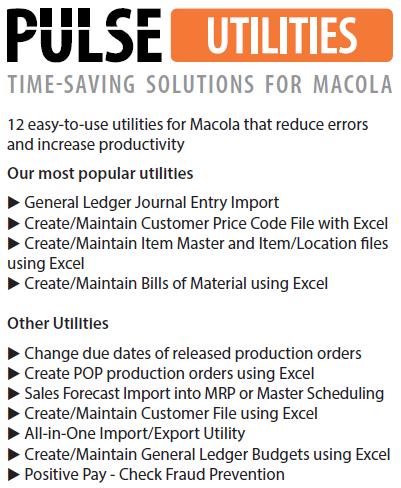 PULSE UTILITIES
TIME-SAVING SOLUTIONS FOR MACOLA
12 easy-to-use utilities for Macola that reduce errors
and increase productivity
Our most popular utilities
▶ General Ledger Journal Entry Import
▶ Create/Maintain Customer Price Code File with Excel
▶ Create/Maintain Item Master and Item/Location files
using Excel
▶ Create/Maintain Bills of Material using Excel
Other Utilities
▶ Change due dates of released production orders
▶ Create POP production orders using Excel
▶ Sales Forecast Import into MRP or Master Scheduling
▶ Create/Maintain Customer File using Excel
▶ All-in-One Import/Export Utility
▶ Create/Maintain General Ledger Budgets using Excel
▶ Positive Pay - Check Fraud Prevention